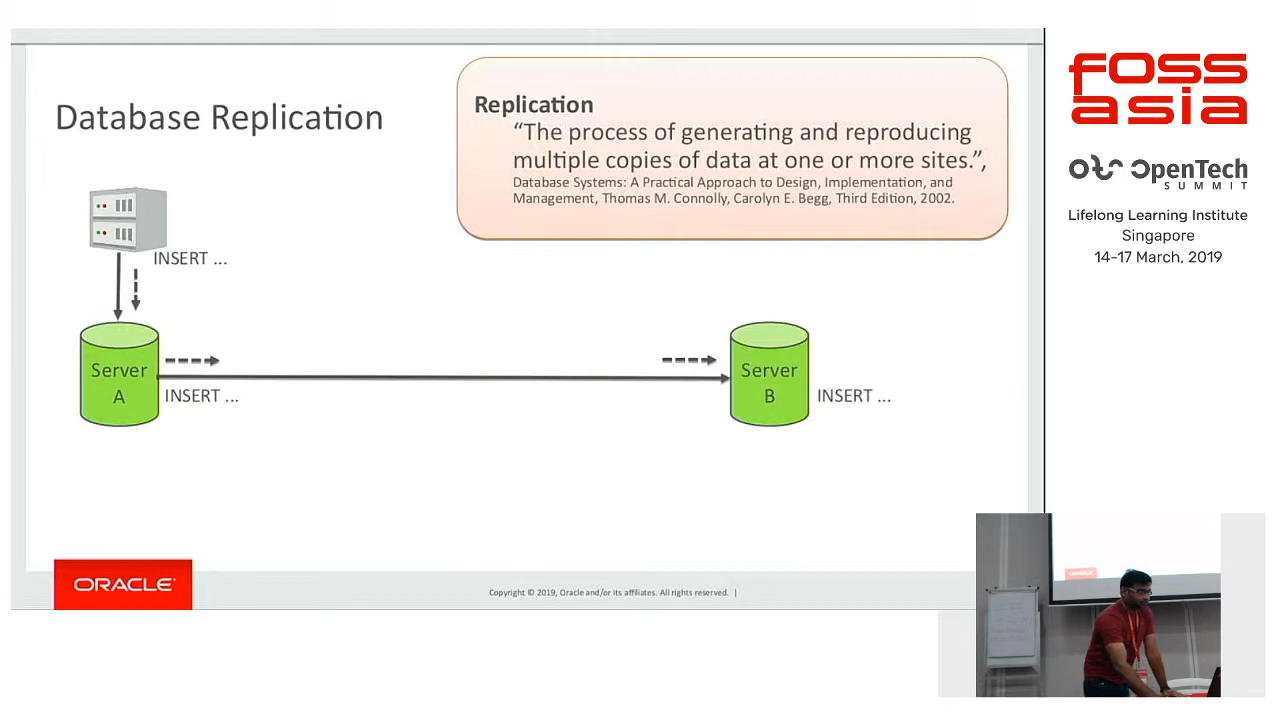 Database Replication
Replication
“The process of generating and reproducing
multiple copies of data at one or more sites.”,
Database Systems: A Practical Approach to Design, Implementation, and
Management, Thomas M. Connolly, Carolyn E. Begg, Third Edition, 2002.
INSERT ...
Server
A
INSERT ...
Server
B
INSERT ...
ORACLE
Copyright © 2019, Oracle and/or its affiliates. All rights reserved. |
fOSS
asia
OpenTech
SUMMIT
Lifelong Learning Institute
Singapore
14-17 March, 2019
ORACLE